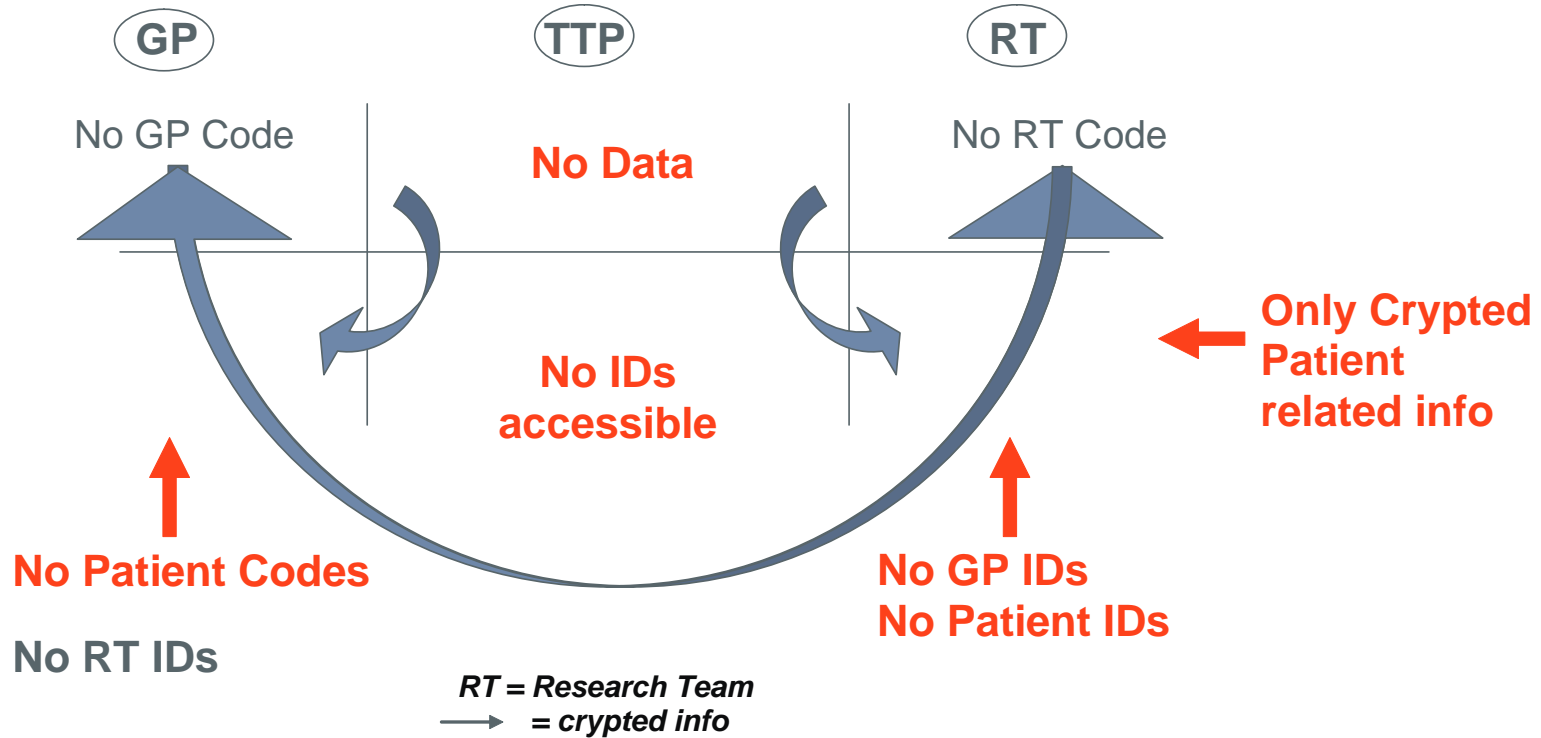 GP
TTP
RT
No GP Code
No Data
No RT Code
No IDs
accessible
Only Crypted
Patient
related info
No Patient Codes
No RT IDs
No GP IDs
No Patient IDs
RT = Research Team
= crypted info